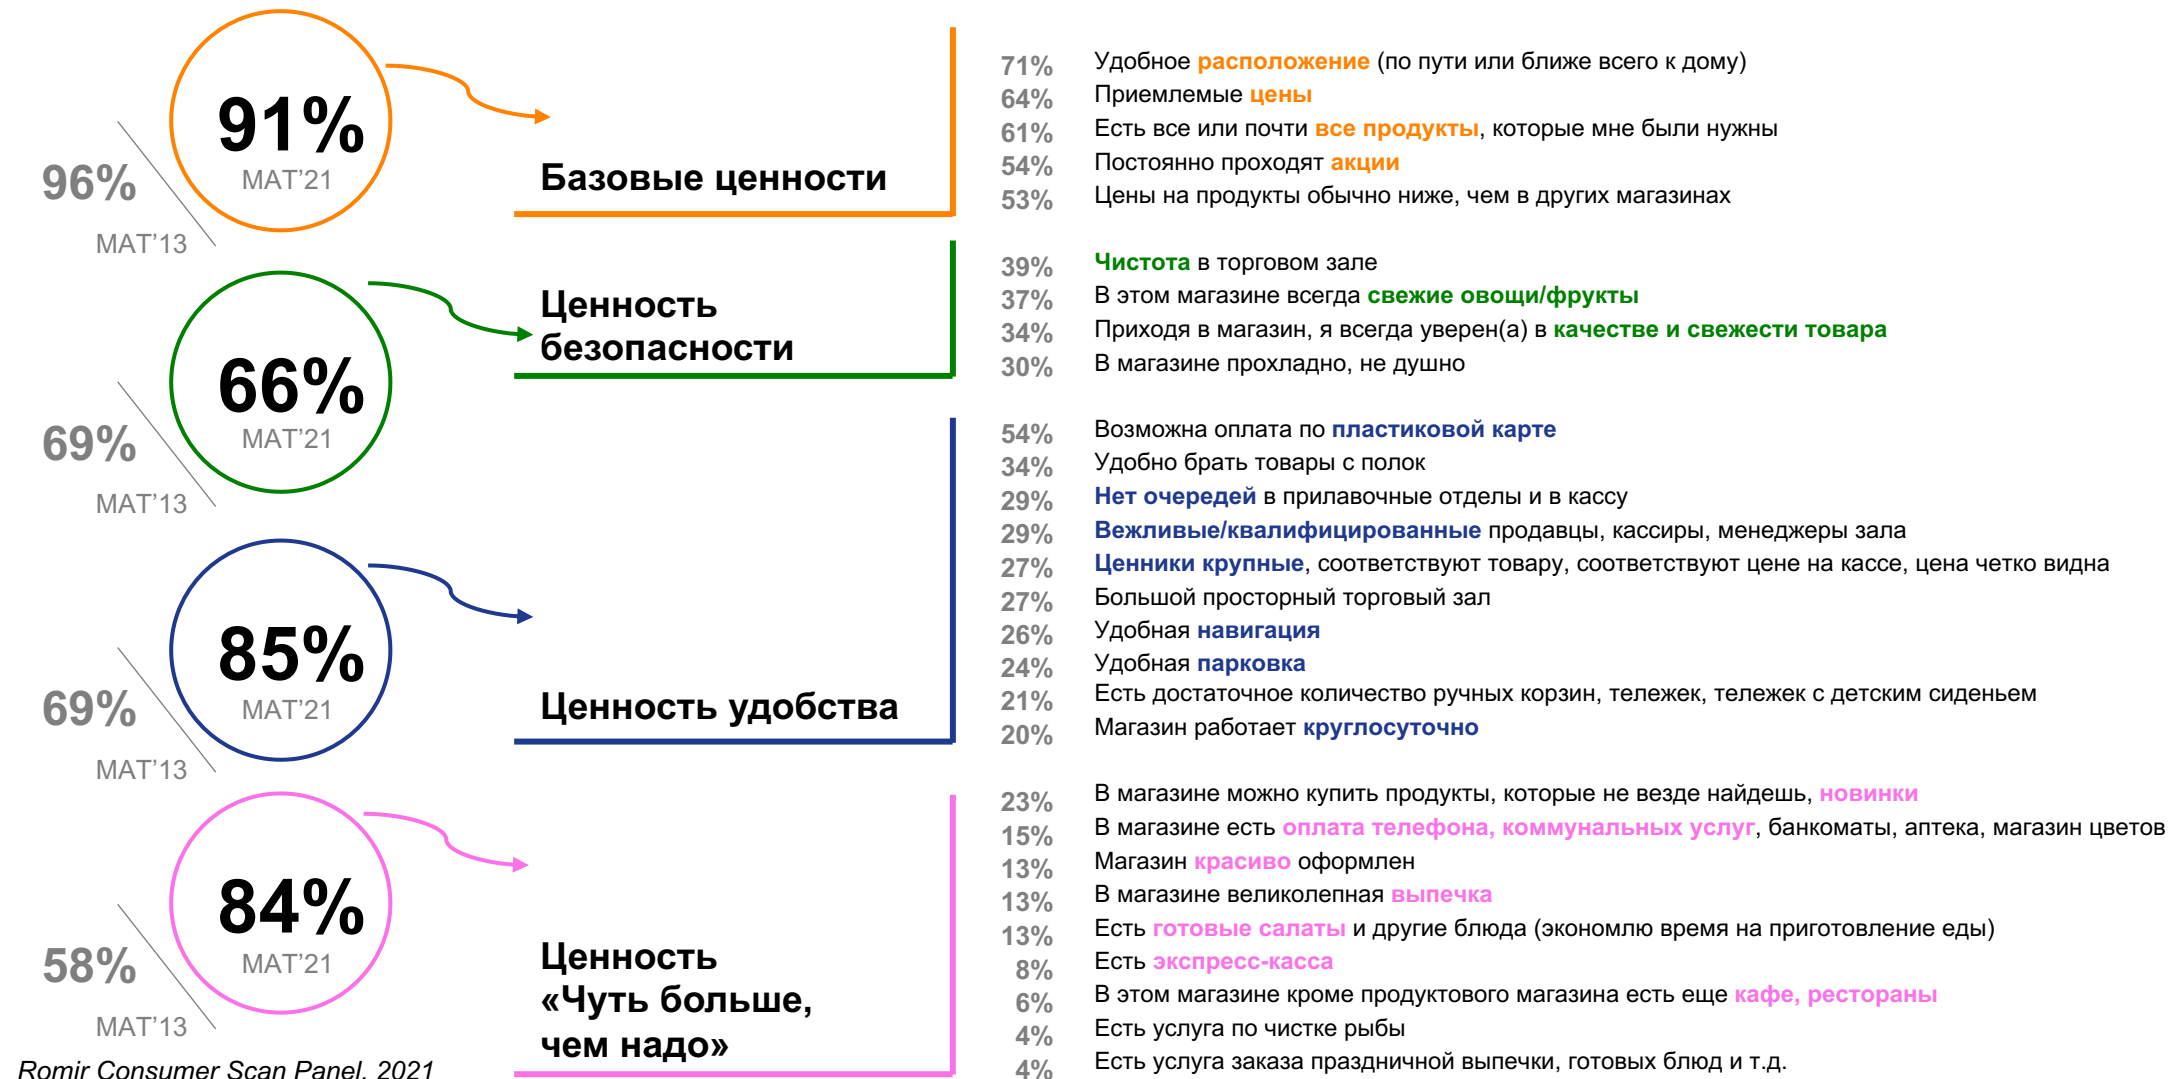 91%
MAT’21
96%
MAT’13
Базовые ценности
71% Удобное расположение (по пути или ближе всего к дому)
64% Приемлемые цены
61% Есть все или почти все продукты, которые мне были нужны
54% Постоянно проходят акции
53% Цены на продукты обычно ниже, чем в других магазинах
66%
MAT’21
69%
MAT’13
Ценность
безопасности
39% Чистота в торговом зале
37% В этом магазине всегда свежие овощи/фрукты
34% Приходя в магазин, я всегда уверен(а) в качестве и свежести товара
30% В магазине прохладно, не душно
85%
MAT’21
69%
MAT’13
Ценность удобства
54% Возможна оплата по пластиковой карте
34% Удобно брать товары с полок
29% Нет очередей в прилавочные отделы и в кассу
29% Вежливые/квалифицированные продавцы, кассиры, менеджеры зала
27% Ценники крупные, соответствуют товару, соответствуют цене на кассе, цена четко видна
27% Большой просторный торговый зал
26% Удобная навигация
24% Удобная парковка
21% Есть достаточное количество ручных корзин, тележек, тележек с детским сиденьем
20% Магазин работает круглосуточно
84%
MAT’21
58%
MAT’13
Ценность
«Чуть больше,
чем надо»
23% В магазине можно купить продукты, которые не везде найдешь, новинки
15% В магазине есть оплата телефона, коммунальных услуг, банкоматы, аптека, магазин цветов
13% Магазин красиво оформлен
13% В магазине великолепная выпечка
13% Есть готовые салаты и другие блюда (экономлю время на приготовление еды)
8% Есть экспресс-касса
6% В этом магазине кроме продуктового магазина есть еще кафе, рестораны
4% Есть услуга по чистке рыбы
4% Есть услуга заказа праздничной выпечки, готовых блюд и т.д.
Romir Consumer Scan Panel, 2021